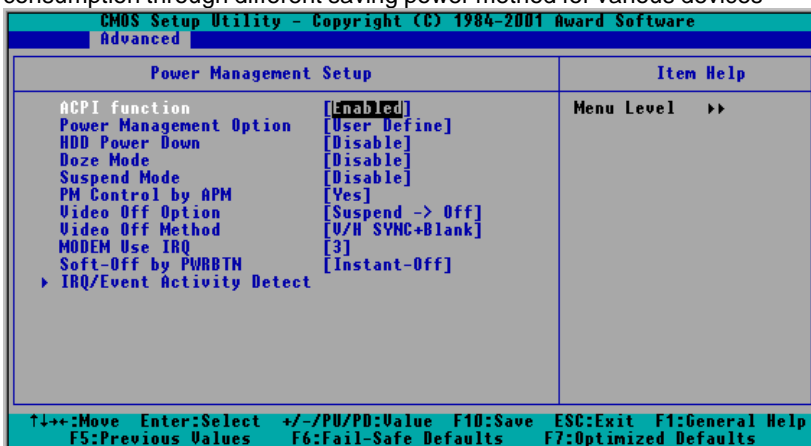 consumption through different saving power method for various devices
CMOS Setup Utility - Copyright (C) 1984-2001 Award Software
Advanced
Power Management Setup
Item Help
ACPI function [Enabled]
Menu Level ▸▸
Power Management Option [User Define]
HDD Power Down [Disable]
Doze Mode [Disable]
Suspend Mode [Disable]
PM Control by APM [Yes]
Video Off Option [Suspend -> Off]
Video Off Method [V/H SYNC+Blank]
MODEM Use IRQ [3]
Soft-Off by PWRBTN [Instant-Off]
▸ IRQ/Event Activity Detect
↑↓→←:Move Enter:Select +/-/PU/PD:Value F10:Save ESC:Exit F1:General Help
F5:Previous Values F6:Fail-Safe Defaults F7:Optimized Defaults